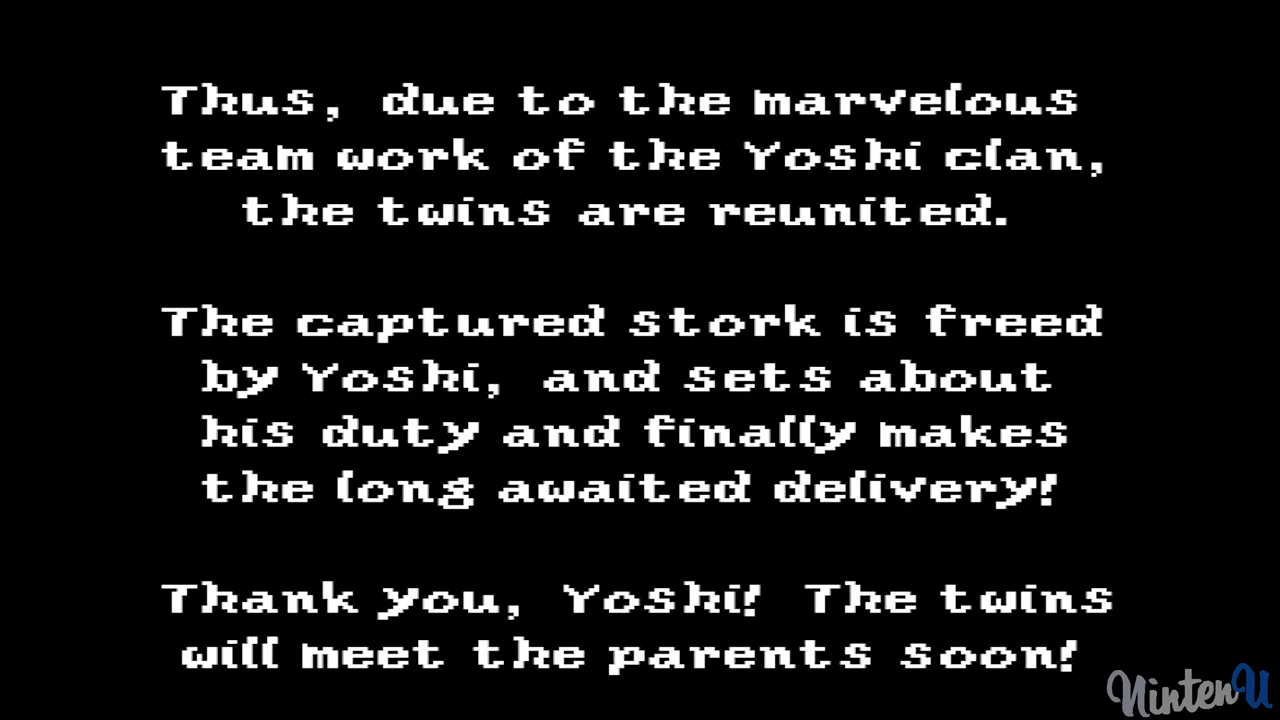 Thus, due to the marvelous
team work of the Yoshi clan,
the twins are reunited.
The captured stork is freed
by Yoshi, and sets about
his duty and finally makes
the long awaited delivery!
Thank you, Yoshi! The twins
will meet the parents soon!
NintenU